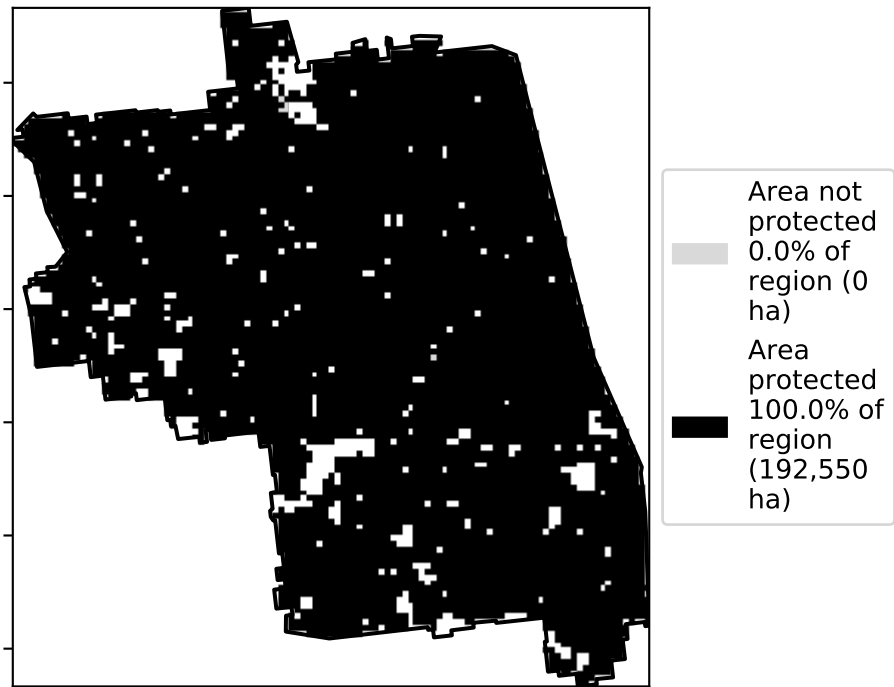 Area not
protected
0.0% of
region (0
ha)
Area
protected
100.0% of
region
(192,550
ha)